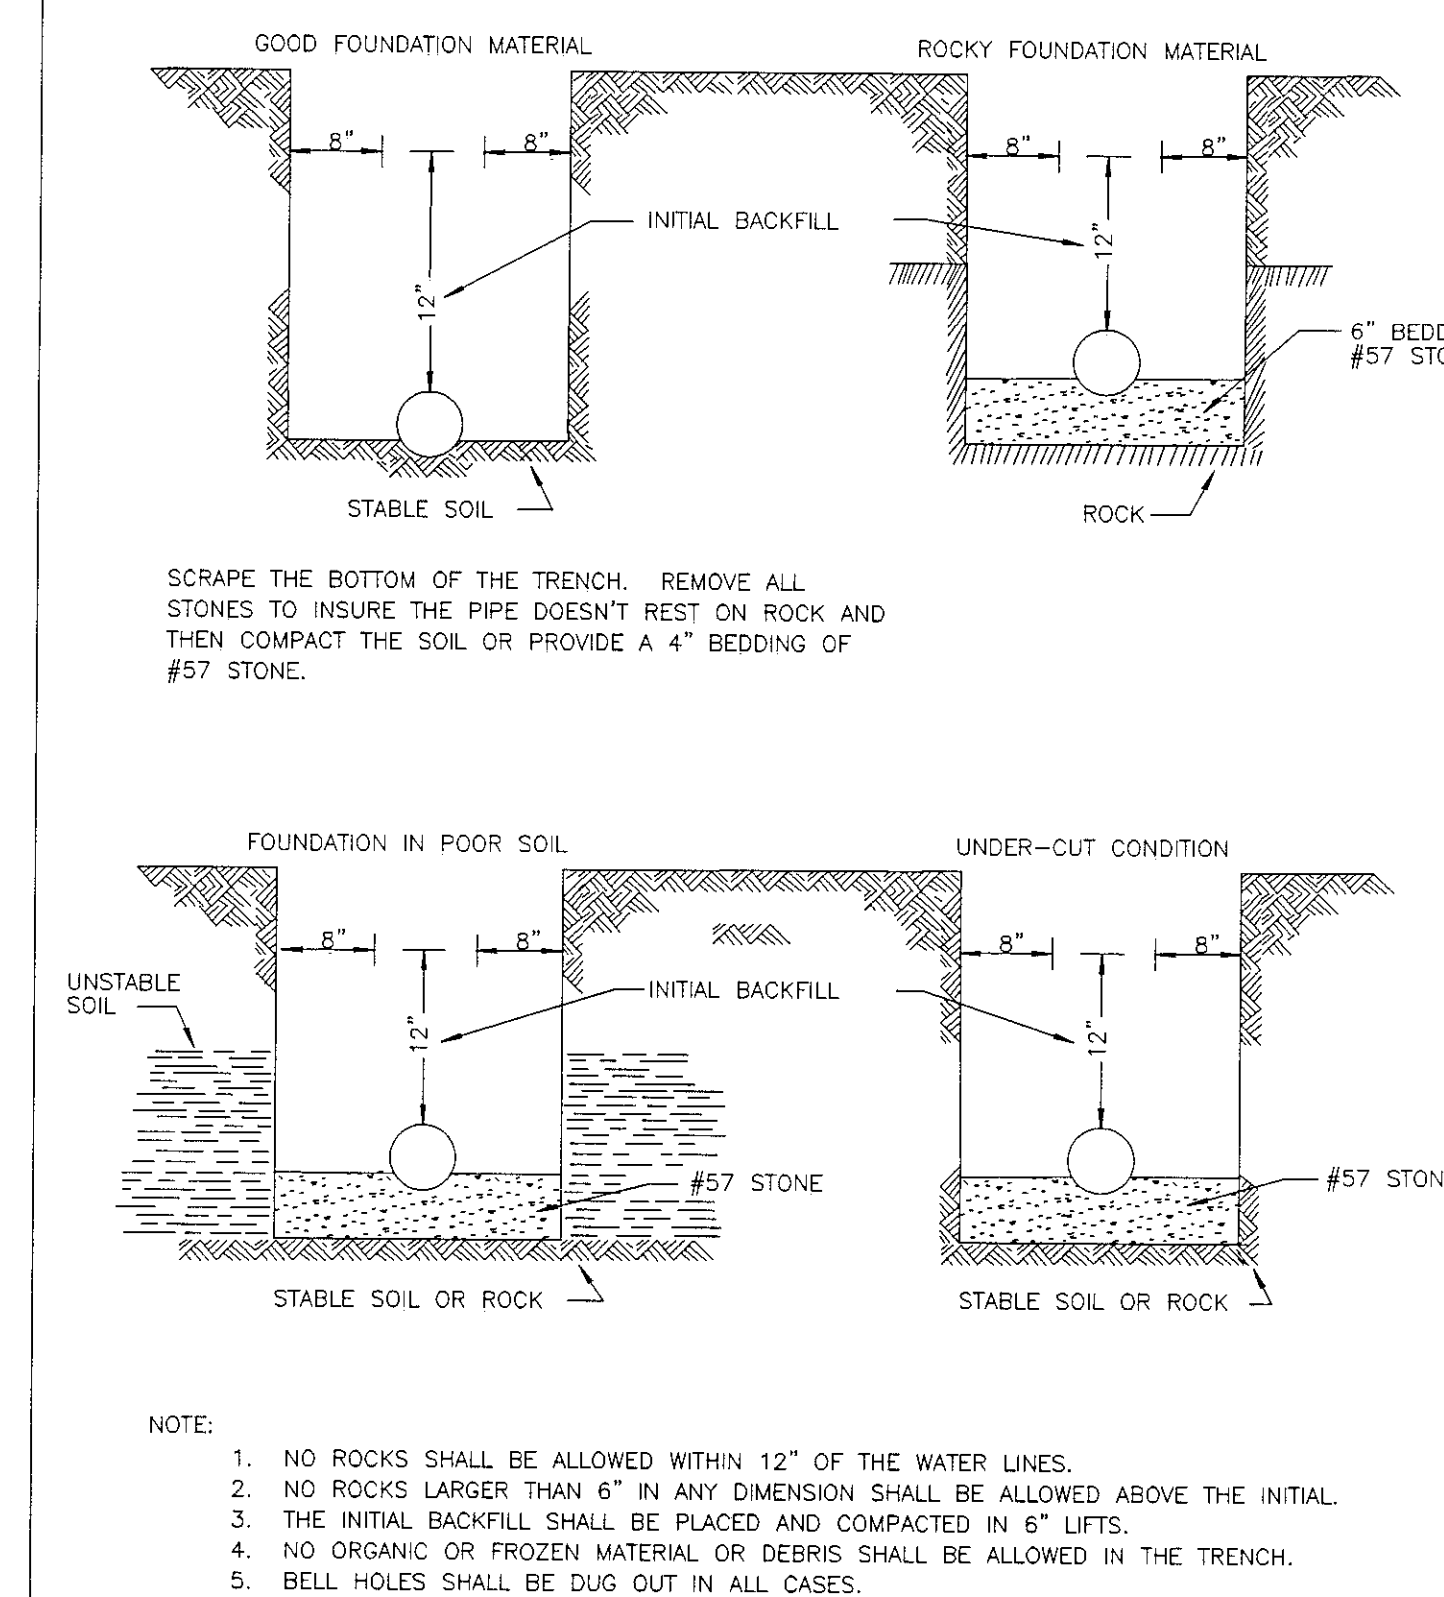 GOOD FOUNDATION MATERIAL
ROCKY FOUNDATION MATERIAL
8"
8"
8"
8"
INITIAL BACKFILL
12"
12"
6"
#57
STABLE SOIL
ROCK
SCRAPE THE BOTTOM OF THE TRENCH. REMOVE ALL
STONES TO INSURE THE PIPE DOESN'T REST ON ROCK AND
THEN COMPACT THE SOIL OR PROVIDE A 4" BEDDING OF
#57 STONE.
FOUNDATION IN POOR SOIL
UNDER-CUT CONDITION
8"
8"
8"
8"
UNSTABLE
SOIL
INITIAL BACKFILL
12"
12"
#57 STONE
#57
STABLE SOIL OR ROCK
STABLE SOIL OR ROCK
NOTE:
1. NO ROCKS SHALL BE ALLOWED WITHIN 12" OF THE WATER LINES.
2. NO ROCKS LARGER THAN 6" IN ANY DIMENSION SHALL BE ALLOWED ABOVE THE INITIAL.
3. THE INITIAL BACKFILL SHALL BE PLACED AND COMPACTED IN 6" LIFTS.
4. NO ORGANIC OR FROZEN MATERIAL OR DEBRIS SHALL BE ALLOWED IN THE TRENCH.
5. BELL HOLES SHALL BE DUG OUT IN ALL CASES.